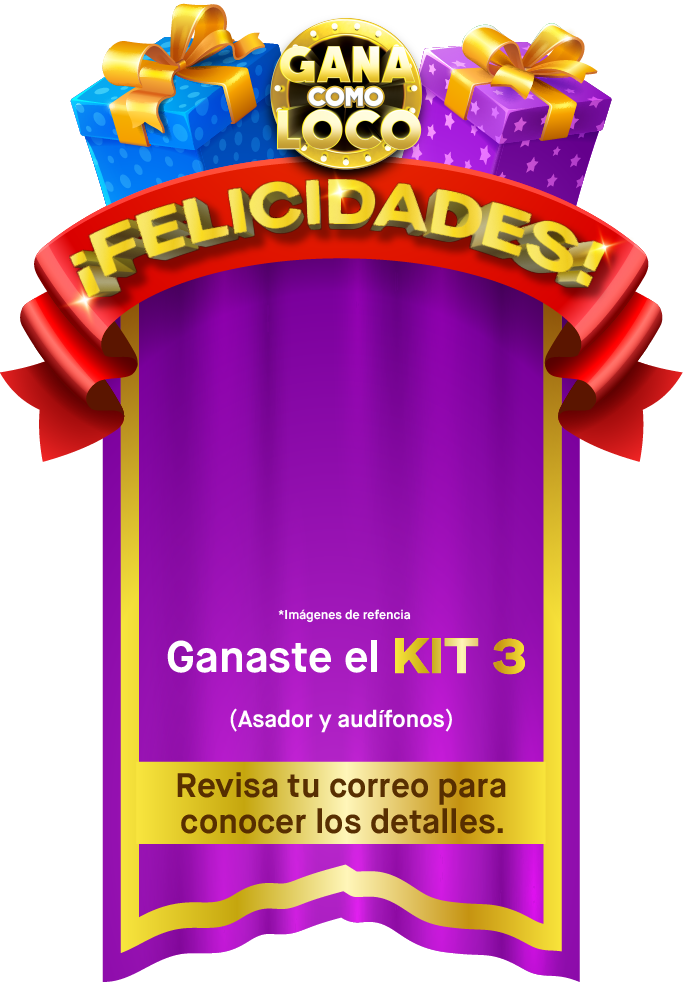 GANA
COMO
LOCO
¡FELICIDADES!
*Imágenes de refencia
Ganaste el KIT 3
(Asador y audífonos)
Revisa tu correo para
conocer los detalles.